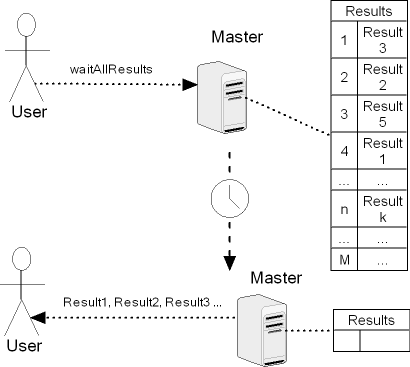 Results
Master
1 Result 3
waitAllResults
2 Result 2
User
3 Result 5
4 Result 1
... ...
n Result k
... ...
M ...
Master
Result1, Result2, Result3 ...
Results
User